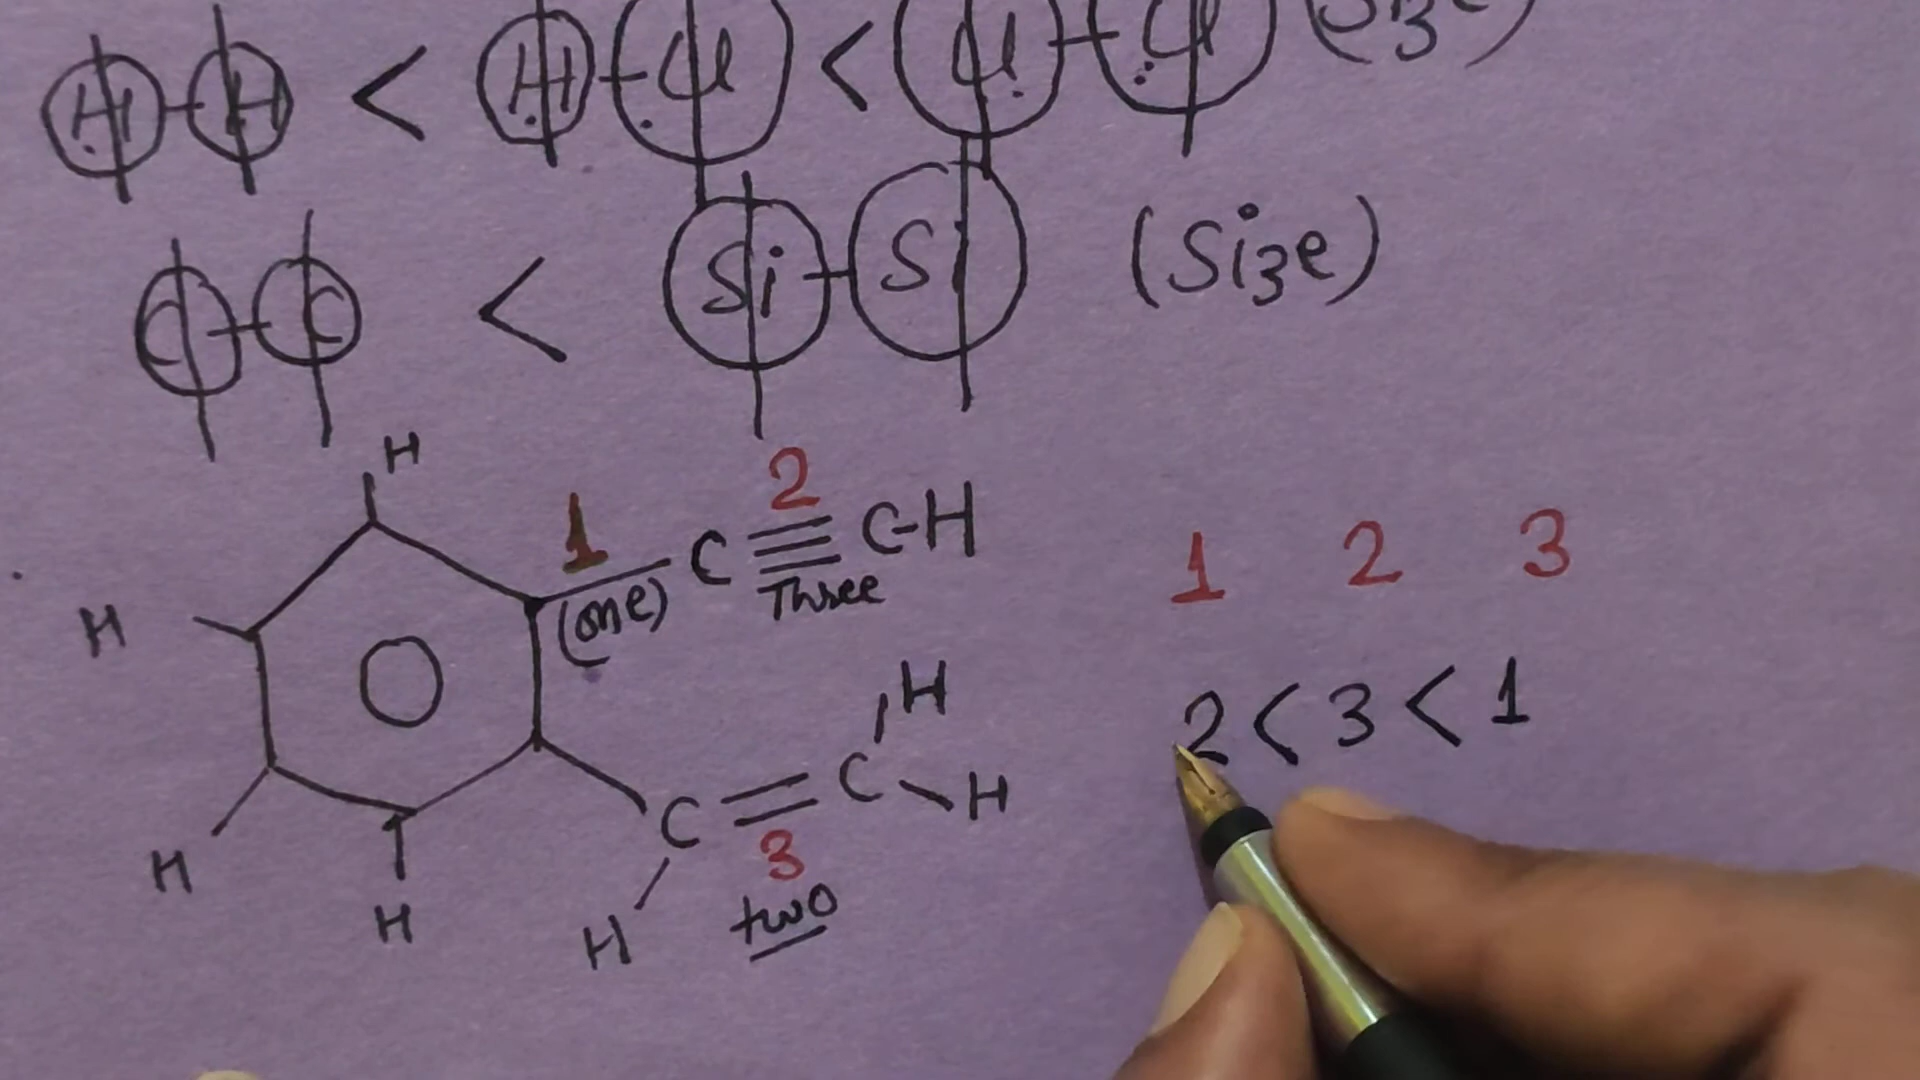 H-H < H-Cl < Cl-Cl (Size)
C-C < Si-Si (Size)
H
1 2
C≡C-H
(one) Three
1 2 3
H
H
2 < 3 < 1
C=C
H
3
H
two
H
H